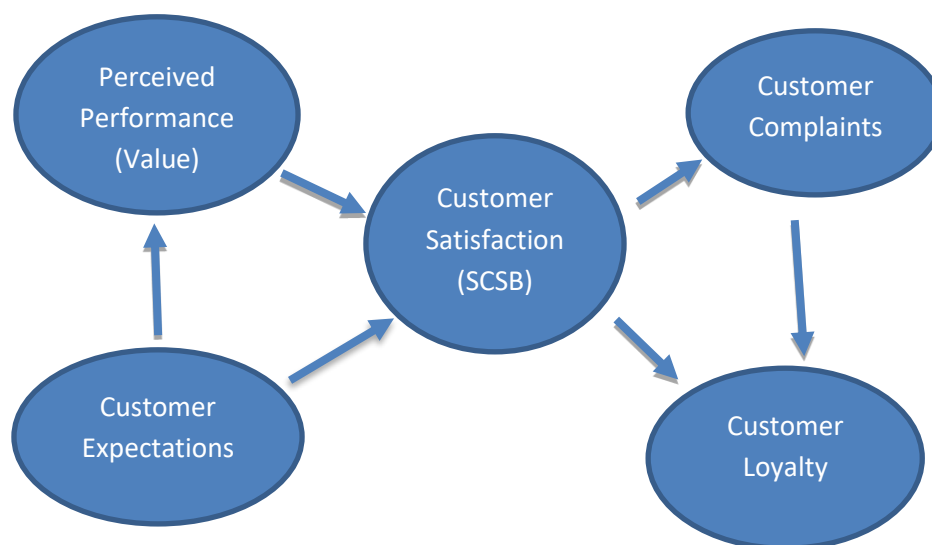 Perceived
Performance
(Value)
Customer
Complaints
Customer
Satisfaction
(SCSB)
Customer
Expectations
Customer
Loyalty